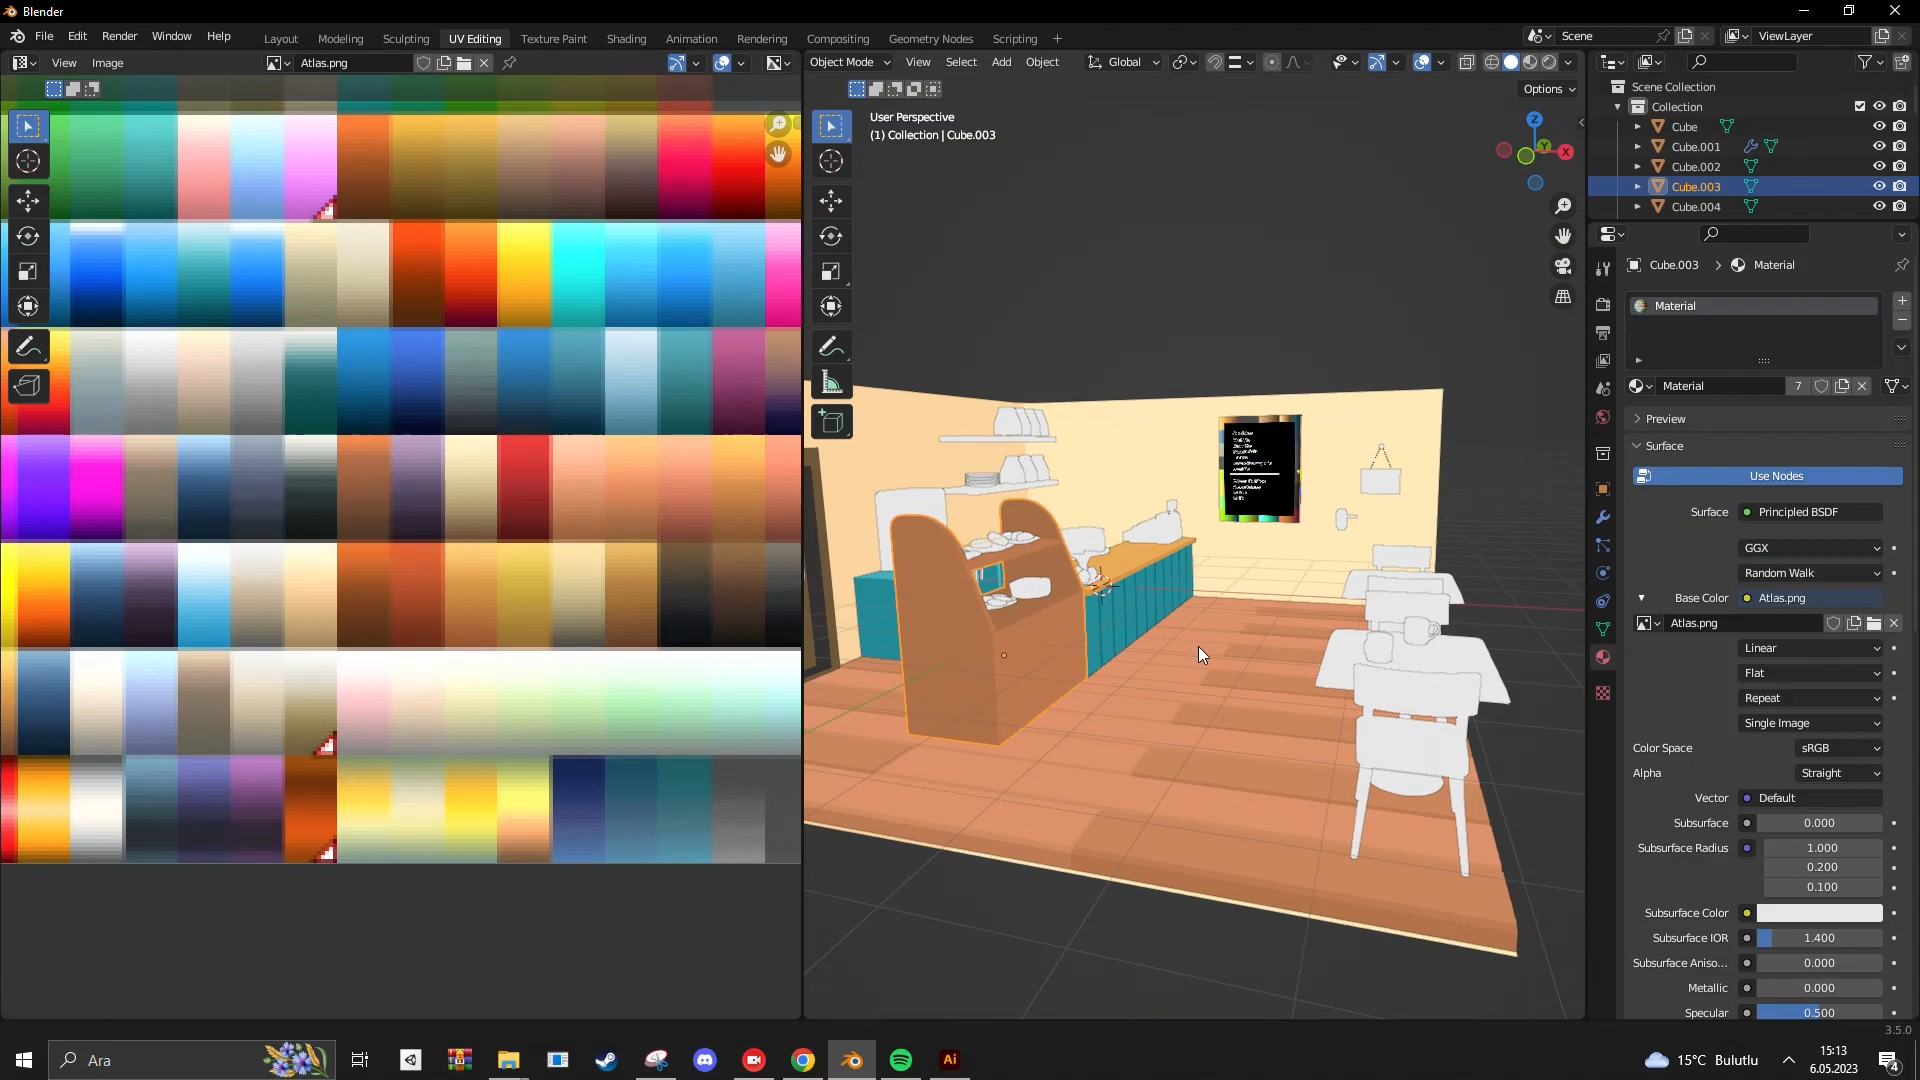 Blender
File Edit Render Window Help
Layout Modeling Sculpting UV Editing Texture Paint Shading Animation Rendering Compositing Geometry Nodes Scripting +
Scene
ViewLayer
View Image
Atlas.png
Object Mode View Select Add Object
Global
Options
User Perspective
(1) Collection | Cube.003
Z
Y
X
Scene Collection
Collection
Cube
Cube.001
Cube.002
Cube.003
Cube.004
Cube.003 > Material
Material
Material 7
Preview
Surface
Use Nodes
Surface Principled BSDF
GGX
Random Walk
Base Color Atlas.png
Atlas.png
Linear
Flat
Repeat
Single Image
Color Space sRGB
Alpha Straight
Vector Default
Subsurface 0.000
Subsurface Radius 1.000
0.200
0.100
Subsurface Color
Subsurface IOR 1.400
Subsurface Aniso... 0.000
Metallic 0.000
Specular 0.500
3.5.0
Ara
Ai
15°C Bulutlu
15:13
6.05.2023
4